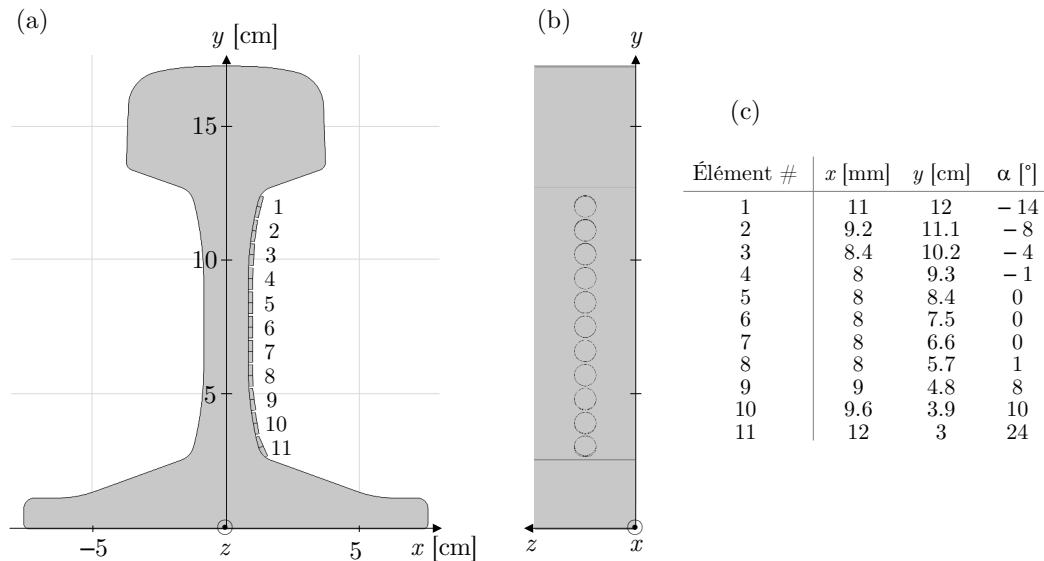 (a)
y [cm]
15
10
5
1
2
3
4
5
6
7
8
9
10
11
−5
z
5
x [cm]
(b)
y
z
x
(c)
Élément # x [mm] y [cm] α [°]
1 11 12 −14
2 9.2 11.1 −8
3 8.4 10.2 −4
4 8 9.3 −1
5 8 8.4 0
6 8 7.5 0
7 8 6.6 0
8 8 5.7 1
9 9 4.8 8
10 9.6 3.9 10
11 12 3 24